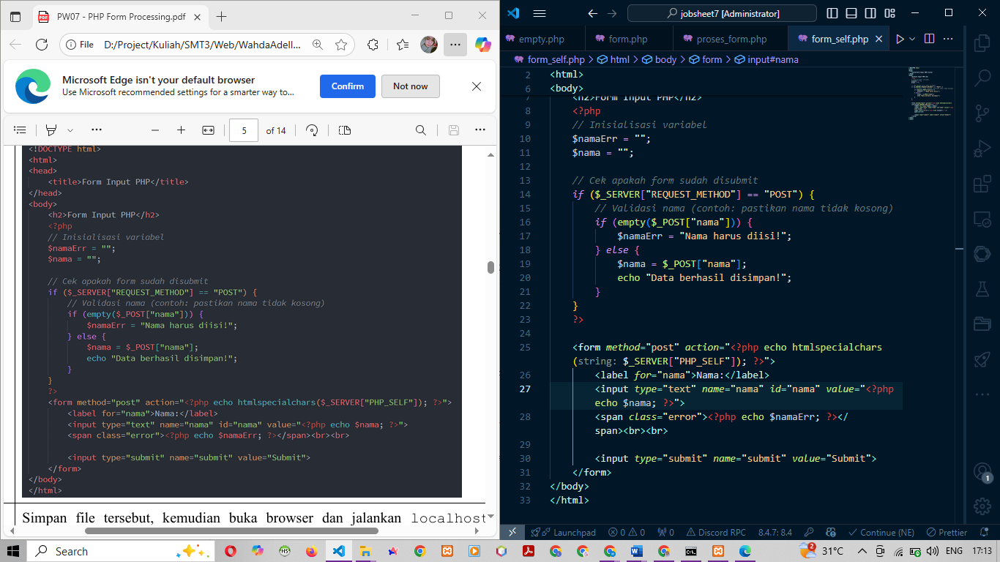 PW07 - PHP Form Processing.pdf
File
D:/Project/Kuliah/SMT3/Web/WahdaAdell...
Microsoft Edge isn't your default browser
Use Microsoft recommended settings for a smarter way to...
Confirm
Not now
5
of 14
<!DOCTYPE html>
<html>
<head>
<title>Form Input PHP</title>
</head>
<body>
<h2>Form Input PHP</h2>
<?php
// Inisialisasi variabel
$namaErr = "";
$nama = "";
// Cek apakah form sudah disubmit
if ($_SERVER["REQUEST_METHOD"] == "POST") {
// Validasi nama (contoh: pastikan nama tidak kosong)
if (empty($_POST["nama"])) {
$namaErr = "Nama harus diisi!";
} else {
$nama = $_POST["nama"];
echo "Data berhasil disimpan!";
}
}
?>
<form method="post" action="<?php echo htmlspecialchars($_SERVER["PHP_SELF"]); ?>">
<label for="nama">Nama:</label>
<input type="text" name="nama" id="nama" value="<?php echo $nama; ?>">
<span class="error"><?php echo $namaErr; ?></span><br><br>
<input type="submit" name="submit" value="Submit">
</form>
</body>
</html>
Simpan file tersebut, kemudian buka browser dan jalankan localhost
jobsheet7 [Administrator]
empty.php
form.php
proses_form.php
form_self.php
form_self.php > html > body > form > input#nama
2 <html>
6 <body>
7 <h2>Form Input PHP</h2>
8 <?php
9 // Inisialisasi variabel
10 $namaErr = "";
11 $nama = "";
12
13 // Cek apakah form sudah disubmit
14 if ($_SERVER["REQUEST_METHOD"] == "POST") {
15 // Validasi nama (contoh: pastikan nama tidak kosong)
16 if (empty($_POST["nama"])) {
17 $namaErr = "Nama harus diisi!";
18 } else {
19 $nama = $_POST["nama"];
20 echo "Data berhasil disimpan!";
21 }
22 }
23 ?>
24
25 <form method="post" action="<?php echo htmlspecialchars
(string: $_SERVER["PHP_SELF"]); ?>">
26 <label for="nama">Nama:</label>
27 <input type="text" name="nama" id="nama" value="<?php
echo $nama; ?>">
28 <span class="error"><?php echo $namaErr; ?></
span><br><br>
29
30 <input type="submit" name="submit" value="Submit">
31 </form>
32 </body>
33 </html>
1
Launchpad
0
0
0
Discord RPC
8.4.7: 8.4
Continue (NE)
Prettier
Search
2
31°C
ENG
17:13